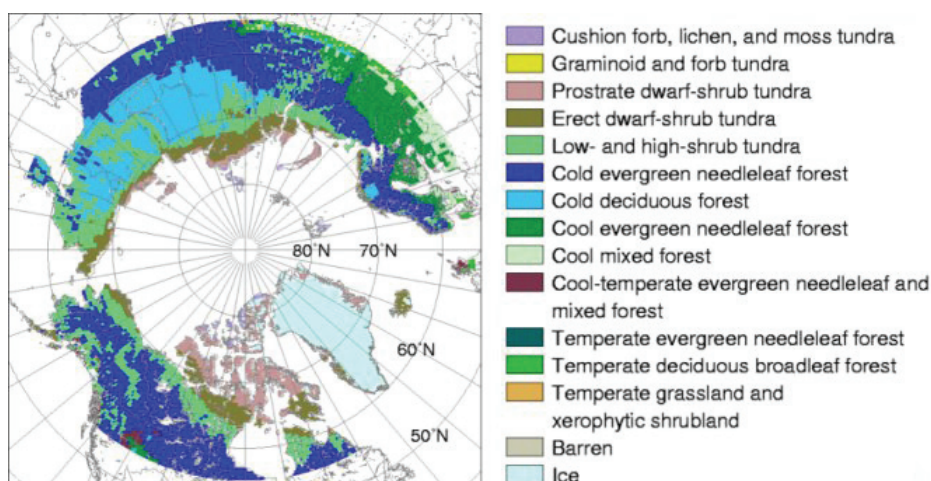 80°N
70°N
60°N
50°N
Cushion forb, lichen, and moss tundra
Graminoid and forb tundra
Prostrate dwarf-shrub tundra
Erect dwarf-shrub tundra
Low- and high-shrub tundra
Cold evergreen needleleaf forest
Cold deciduous forest
Cool evergreen needleleaf forest
Cool mixed forest
Cool-temperate evergreen needleleaf and
mixed forest
Temperate evergreen needleleaf forest
Temperate deciduous broadleaf forest
Temperate grassland and
xerophytic shrubland
Barren
Ice